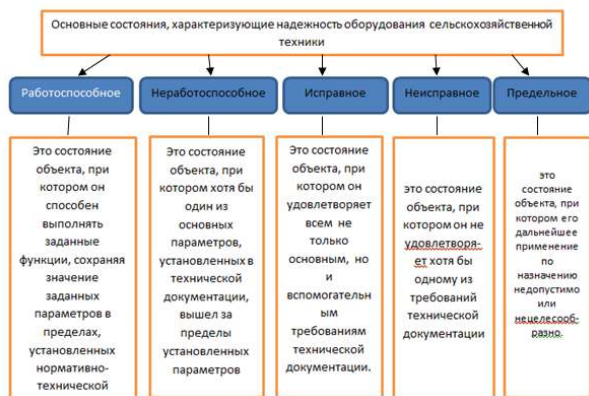 Основные состояния, характеризующие надежность оборудования сельскохозяйственной
техники
Работоспособное
Неработоспособное
Исправное
Неисправное
Предельное
Это состояние
объекта, при
котором он
способен
выполнять
заданные
функции, сохраняя
значение
заданных
параметров в
пределах,
установленных
нормативно-
технической
Это состояние
объекта, при
котором хотя бы
один из
основных
параметров,
установленных в
технической
документации,
вышел за
пределы
установленных
параметров
Это состояние
объекта, при
котором он
удовлетворяет
всем не
только
основным, но
и
вспомогатель
ным
требованиям
технической
документации.
это состояние
объекта, при
котором он не
удовлетворя-
ет хотя бы
одному из
требований
технической
документации
это
состояние
объекта, при
котором его
дальнейшее
применение
по
назначению
недопустимо
или
нецелесооб-
разно.